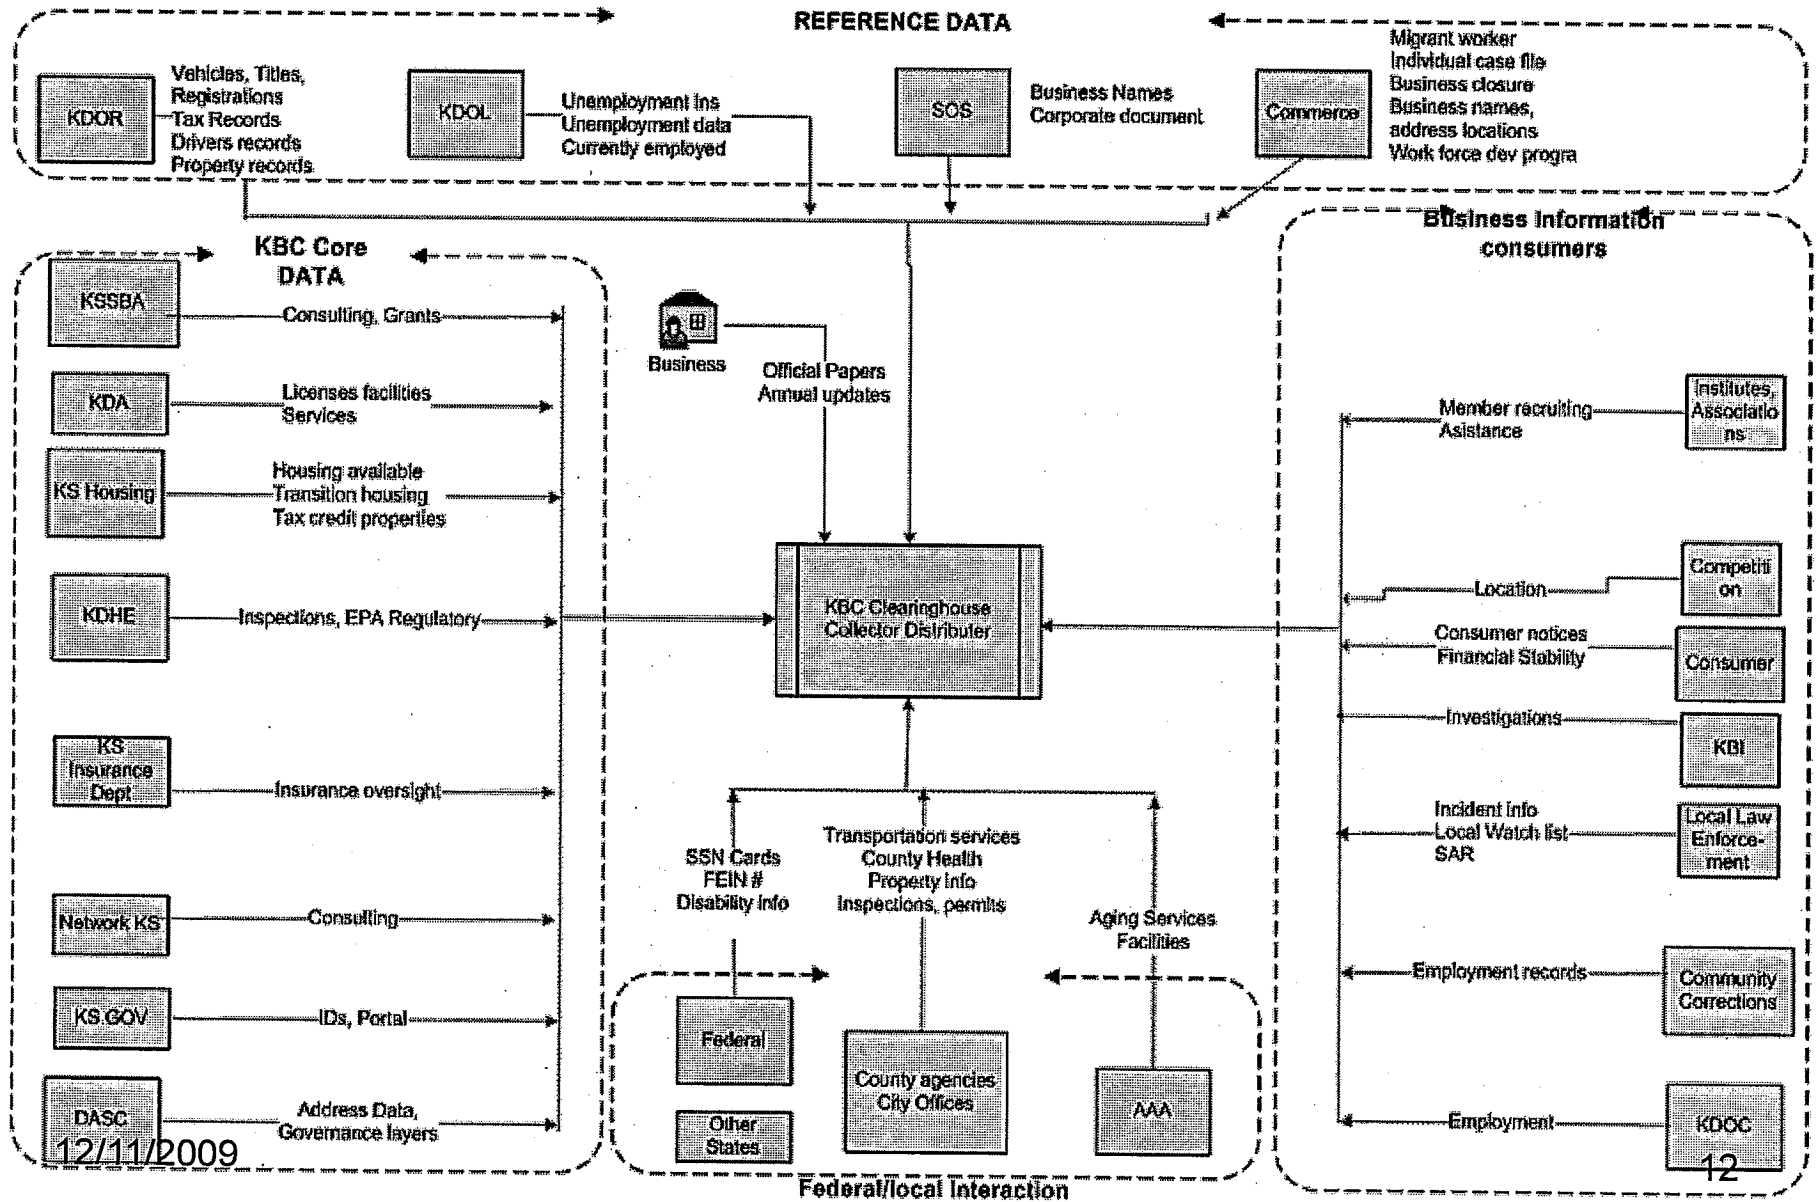 REFERENCE DATA
KDOR
Vehicles, Titles,
Registrations
Tax Records
Drivers records
Property records
KDOL
Unemployment Ins
Unemployment data
Currently employed
SOS
Business Names
Corporate document
Commerce
Migrant worker
Individual case file
Business closure
Business names,
address locations
Work force dev progra
KBC Core
DATA
KSSBA
Consulting, Grants
KDA
Licenses facilities
Services
KS Housing
Housing available
Transition housing
Tax credit properties
KDHE
Inspections, EPA Regulatory
KS
Insurance
Dept
Insurance oversight
Network KS
Consulting
KS.GOV
IDs, Portal
DASC
Address Data,
Governance layers
12/11/2009
Business
Official Papers
Annual updates
KBC Clearinghouse
Collector Distributer
SSN Cards
FEIN #
Disability info
Transportation services
County Health
Property info
Inspections, permits
Aging Services
Facilities
Federal
Other
States
County agencies
City Offices
AAA
Federal/local Interaction
Business Information
consumers
Member recruiting
Asistance
Institutes,
Associatio
ns
Location
Competiti
on
Consumer notices
Financial Stability
Consumer
Investigations
KBI
Incident info
Local Watch list
SAR
Local Law
Enforce-
ment
Employment records
Community
Corrections
Employment
KDOC
12